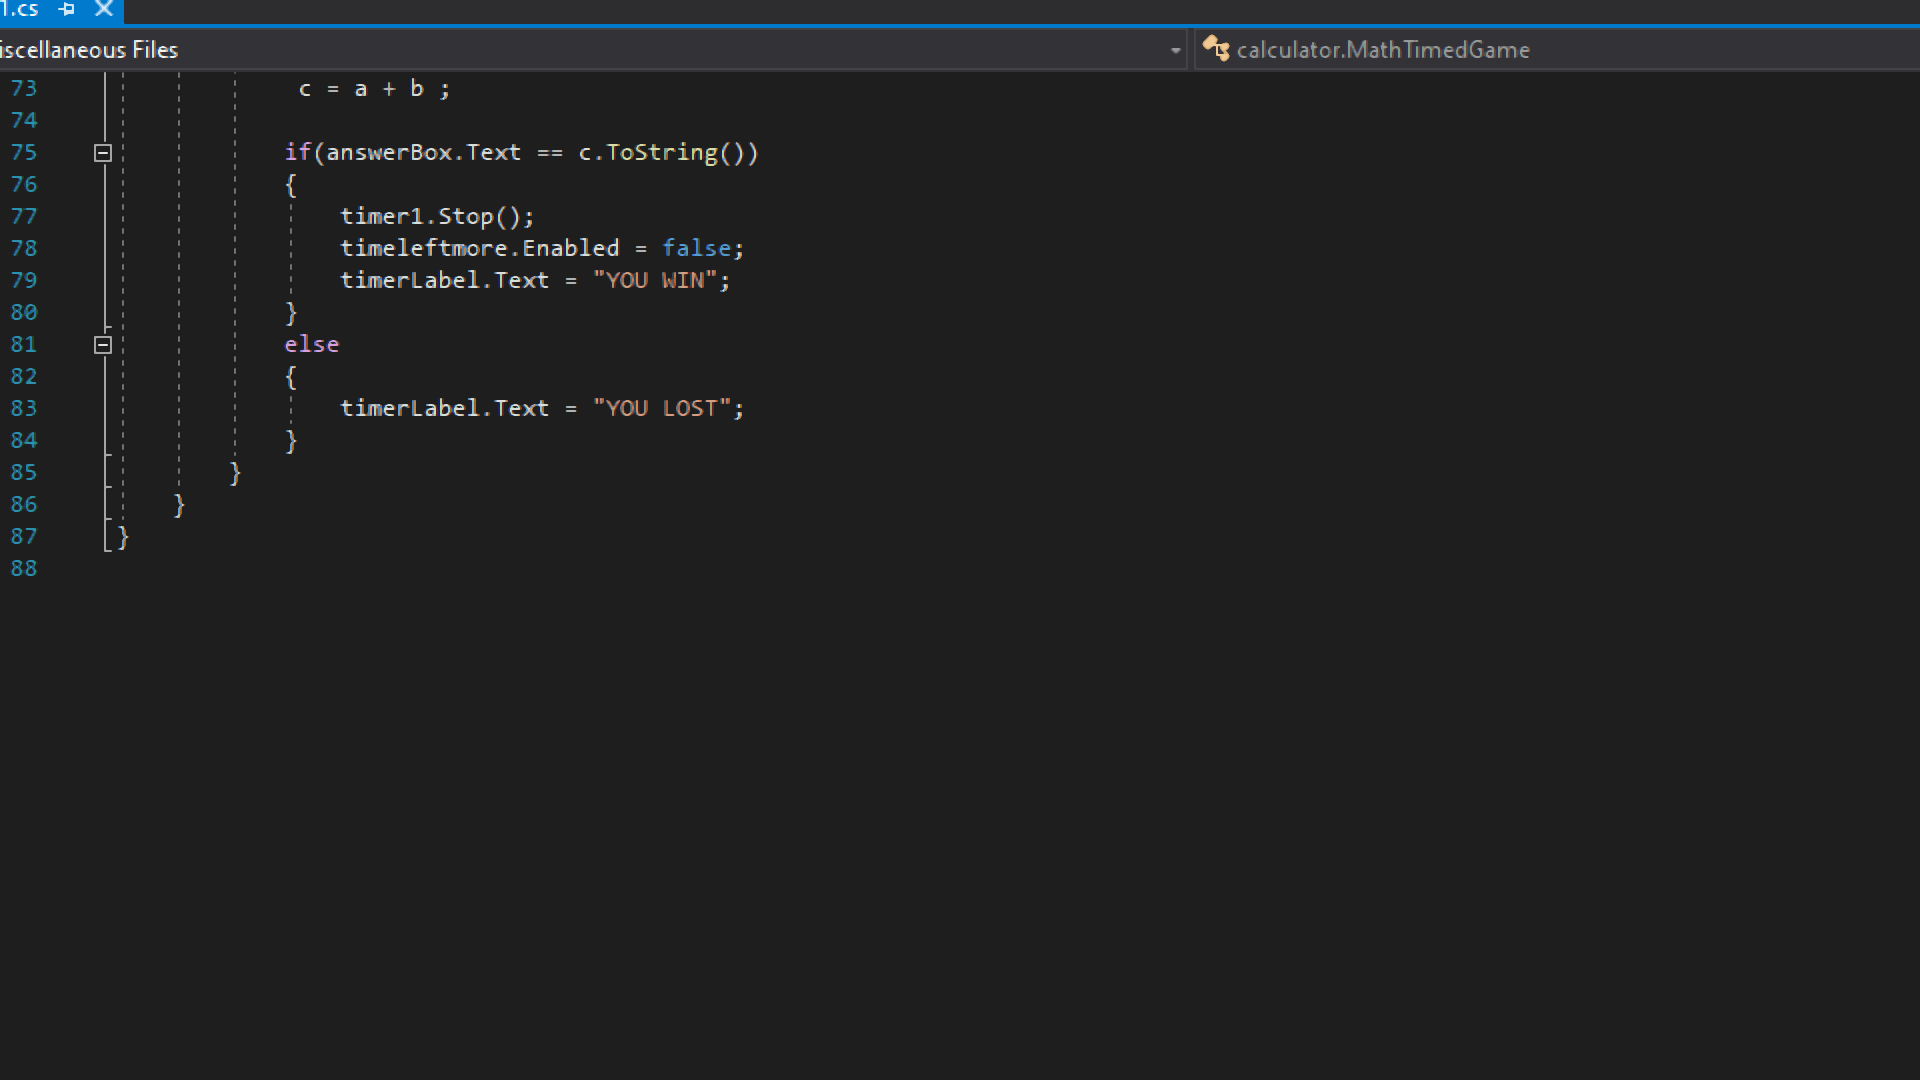 1.cs
iscellaneous Files
calculator.MathTimedGame
73 c = a + b ;
74
75 if(answerBox.Text == c.ToString())
76 {
77 timer1.Stop();
78 timeleftmore.Enabled = false;
79 timerLabel.Text = "YOU WIN";
80 }
81 else
82 {
83 timerLabel.Text = "YOU LOST";
84 }
85 }
86 }
87 }
88